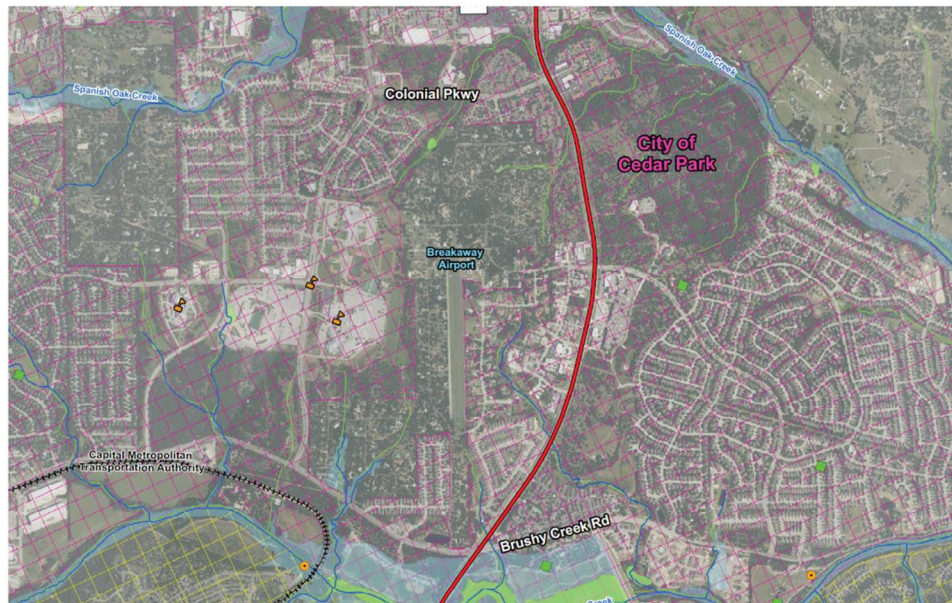 Spanish Oak Creek
Spanish Oak Creek
Colonial Pkwy
City of
Cedar Park
Breakaway
Airport
Capital Metropolitan
Transportation Authority
Brushy Creek Rd
Creek